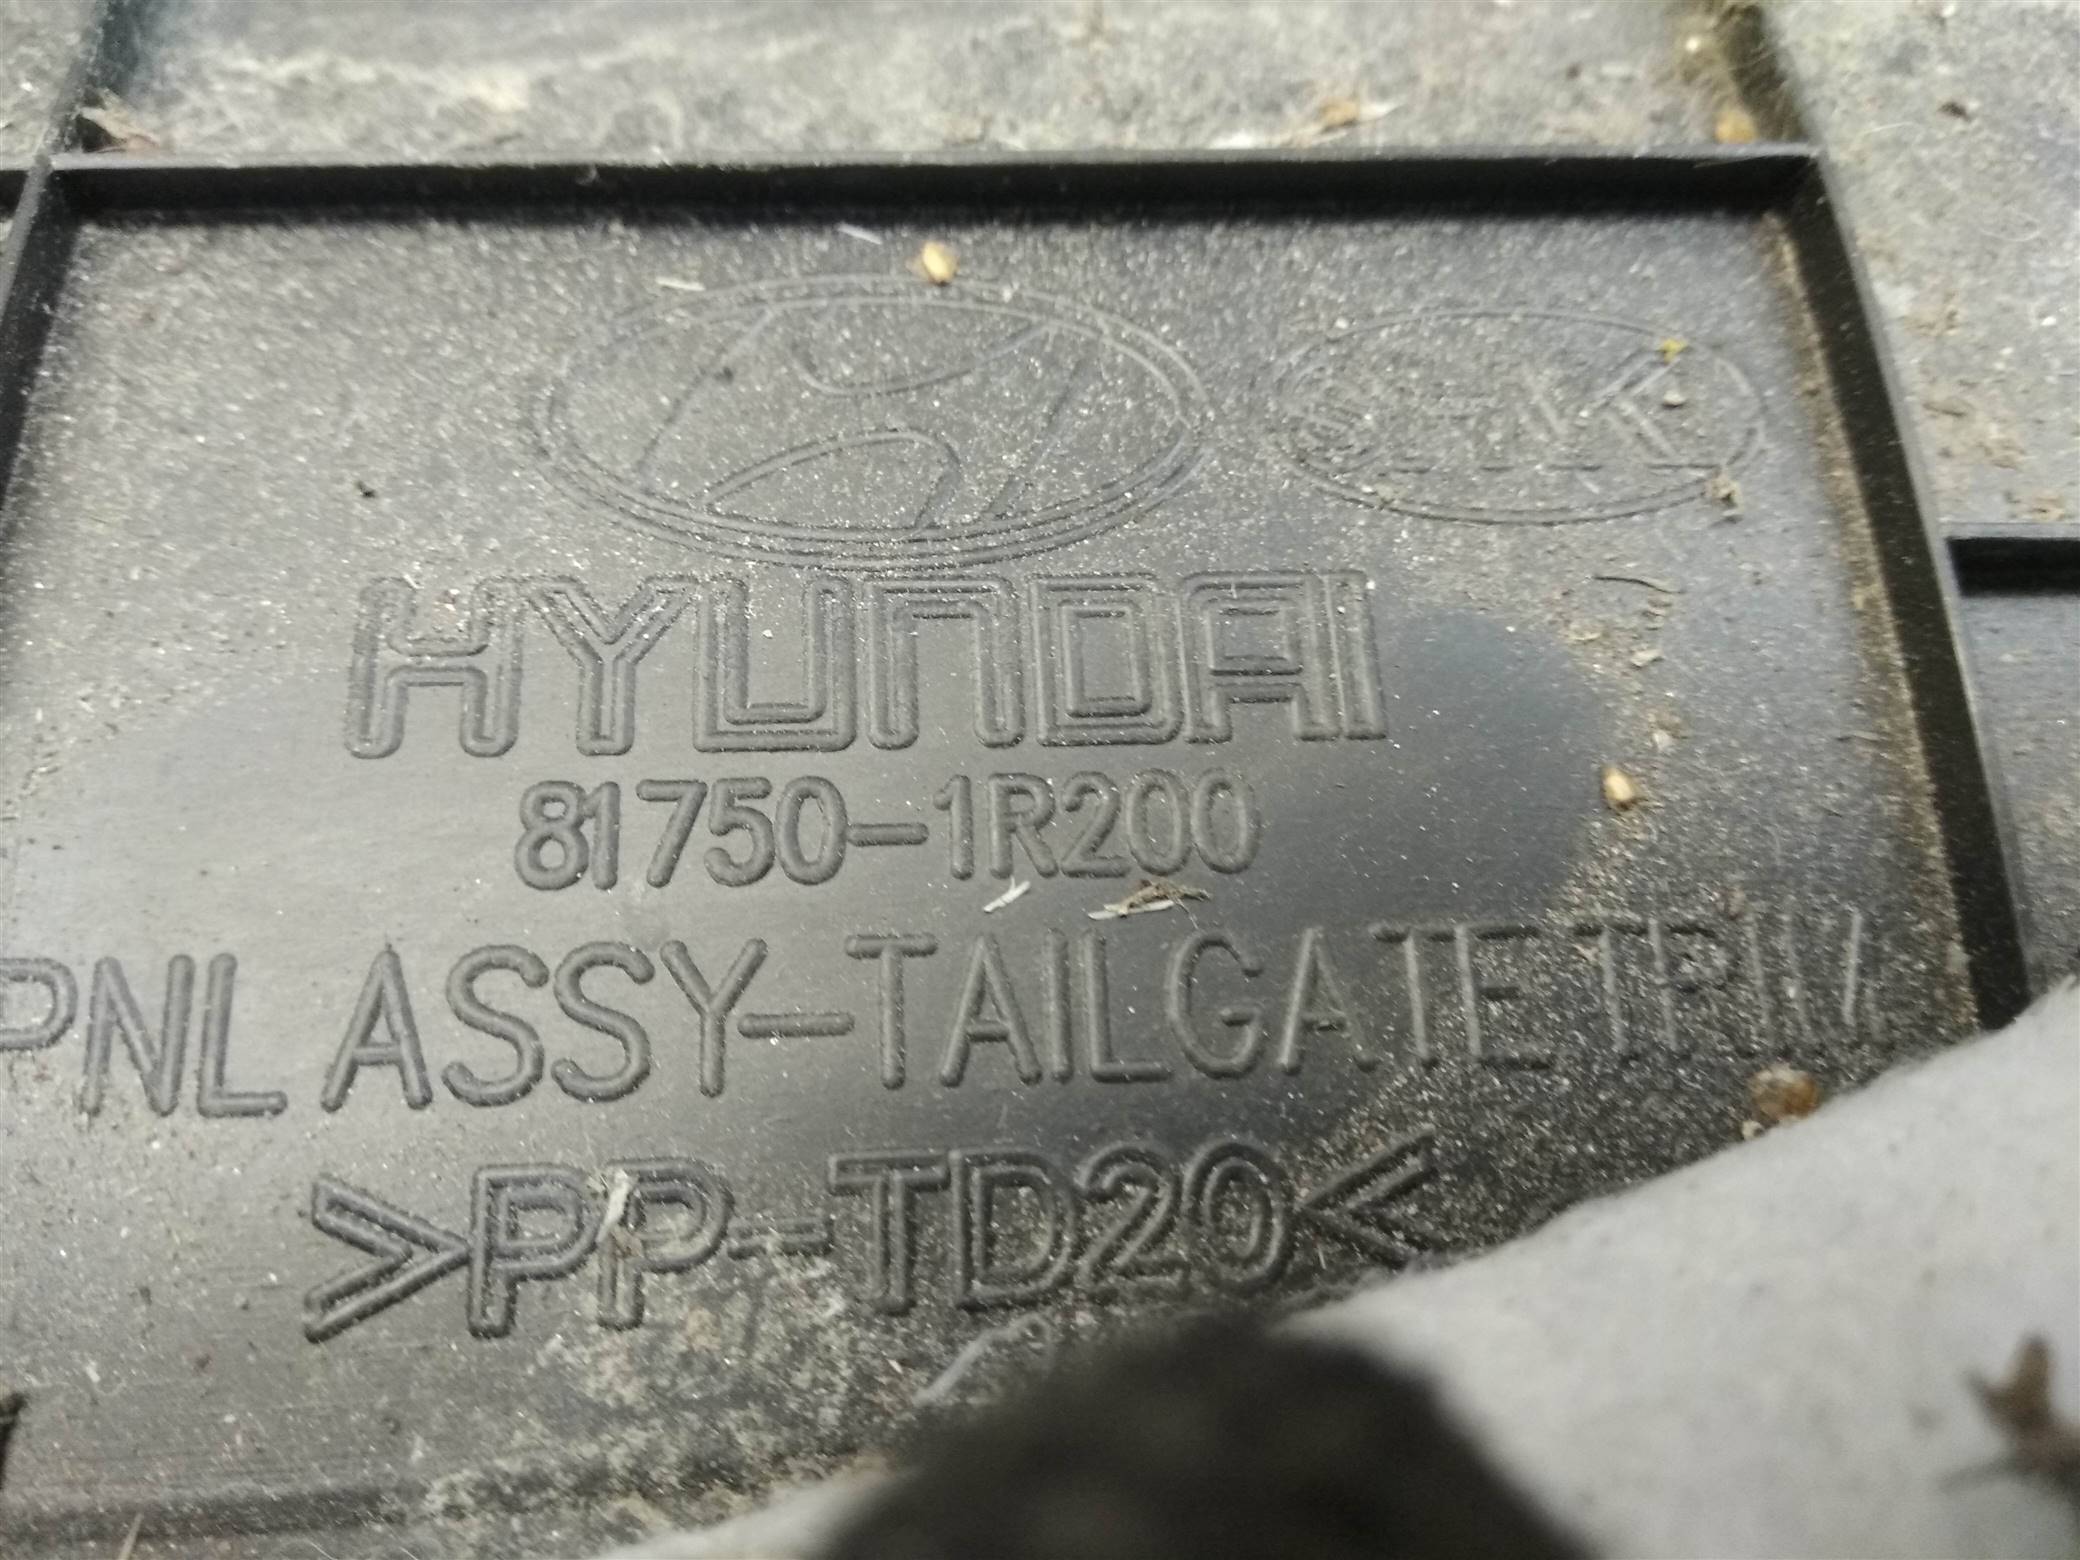 HYUNDAI
81750-1R200
PNL ASSY-TAILGATE TRIM
>PP-TD20<